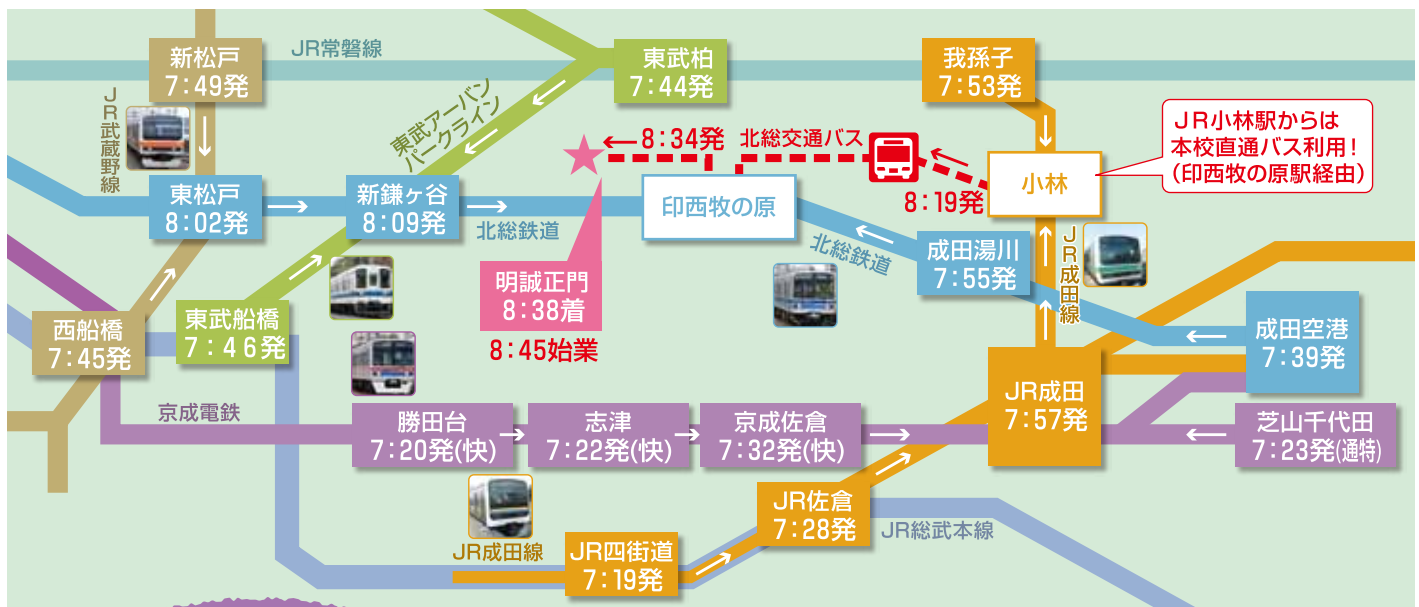 新松戸
7:49発
JR常磐線
東武柏
7:44発
我孫子
7:53発
JR武蔵野線
東武アーバン
パークライン
8:34発
北総交通バス
8:19発
小林
JR小林駅からは
本校直通バス利用！
（印西牧の原駅経由）
東松戸
8:02発
新鎌ヶ谷
8:09発
北総鉄道
印西牧の原
北総鉄道
成田湯川
7:55発
JR成田線
明誠正門
8:38着
8:45始業
西船橋
7:45発
東武船橋
7:46発
成田空港
7:39発
京成電鉄
勝田台
7:20発(快)
志津
7:22発(快)
京成佐倉
7:32発(快)
JR成田
7:57発
芝山千代田
7:23発(通特)
JR佐倉
7:28発
JR総武本線
JR成田線
JR四街道
7:19発